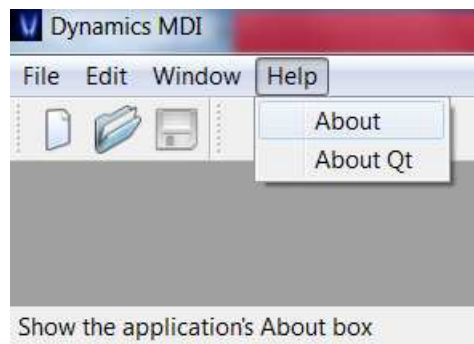 Dynamics MDI
File Edit Window Help
About
About Qt
Show the application's About box